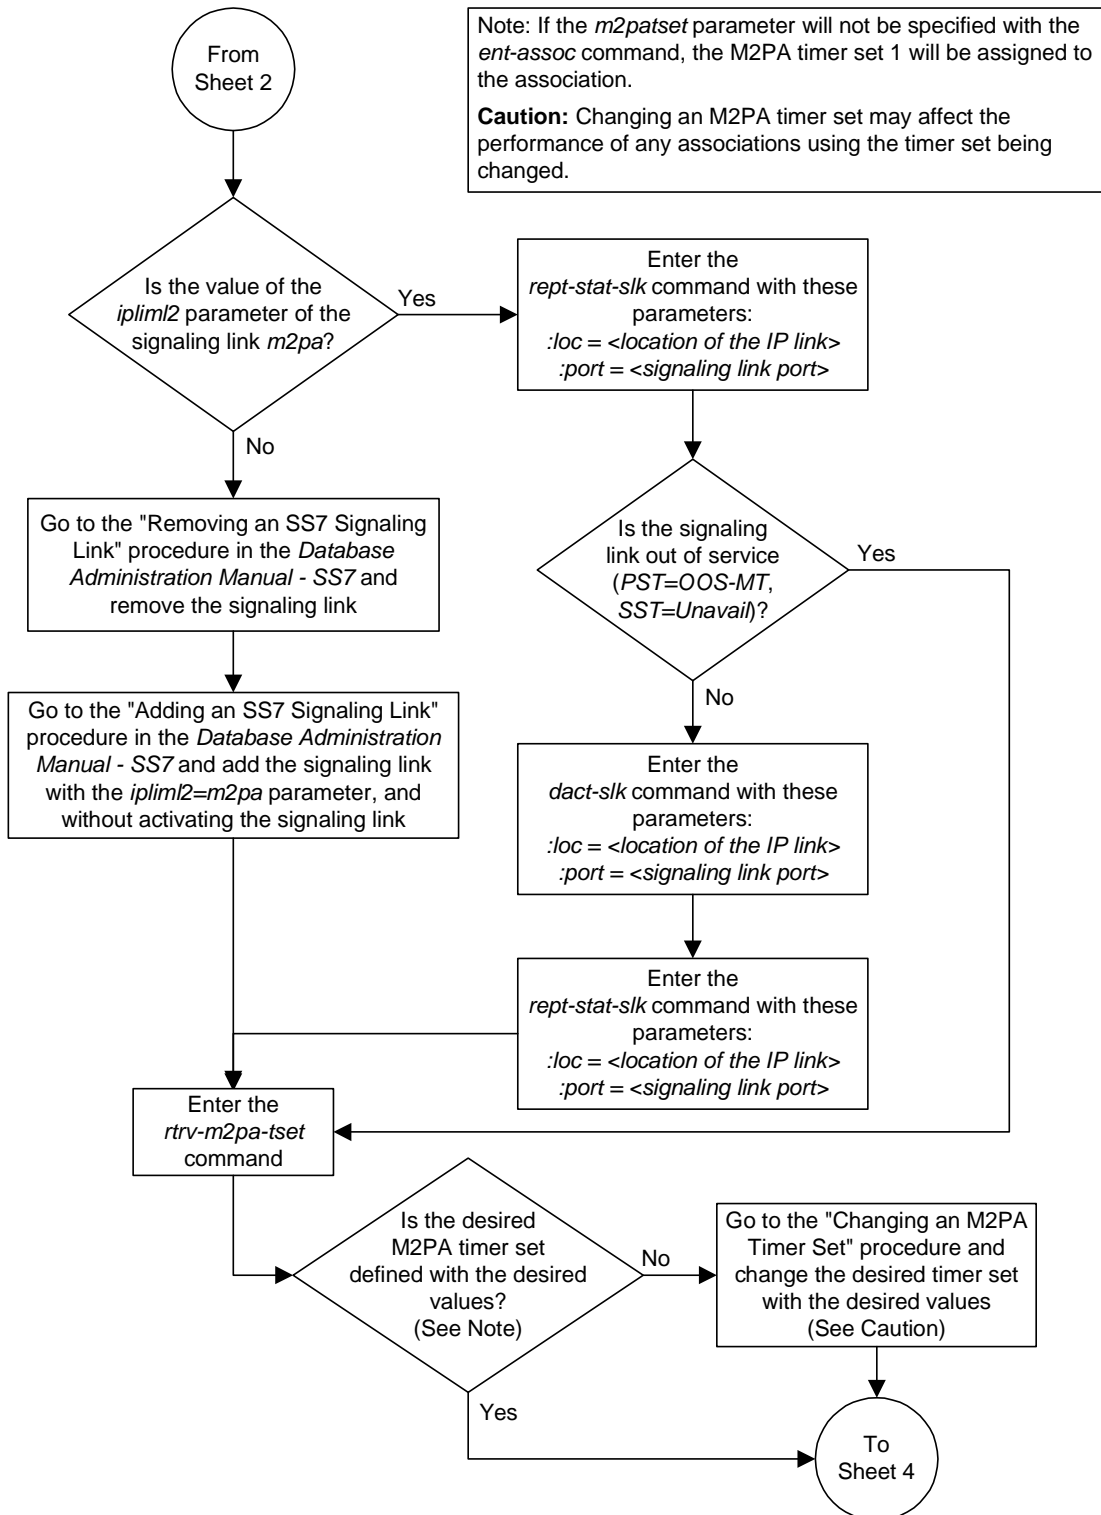 From
Sheet 2
Note: If the m2patset parameter will not be specified with the
ent-assoc command, the M2PA timer set 1 will be assigned to
the association.
Caution: Changing an M2PA timer set may affect the
performance of any associations using the timer set being
changed.
Is the value of the
ipliml2 parameter of the
signaling link m2pa?
Yes
No
Enter the
rept-stat-slk command with these
parameters:
:loc = <location of the IP link>
:port = <signaling link port>
Go to the "Removing an SS7 Signaling
Link" procedure in the Database
Administration Manual - SS7 and
remove the signaling link
Is the signaling
link out of service
(PST=OOS-MT,
SST=Unavail)?
Yes
No
Go to the "Adding an SS7 Signaling Link"
procedure in the Database Administration
Manual - SS7 and add the signaling link
with the ipliml2=m2pa parameter, and
without activating the signaling link
Enter the
dact-slk command with these
parameters:
:loc = <location of the IP link>
:port = <signaling link port>
Enter the
rept-stat-slk command with these
parameters:
:loc = <location of the IP link>
:port = <signaling link port>
Enter the
rtrv-m2pa-tset
command
Is the desired
M2PA timer set
defined with the desired
values?
(See Note)
No
Yes
Go to the "Changing an M2PA
Timer Set" procedure and
change the desired timer set
with the desired values
(See Caution)
To
Sheet 4